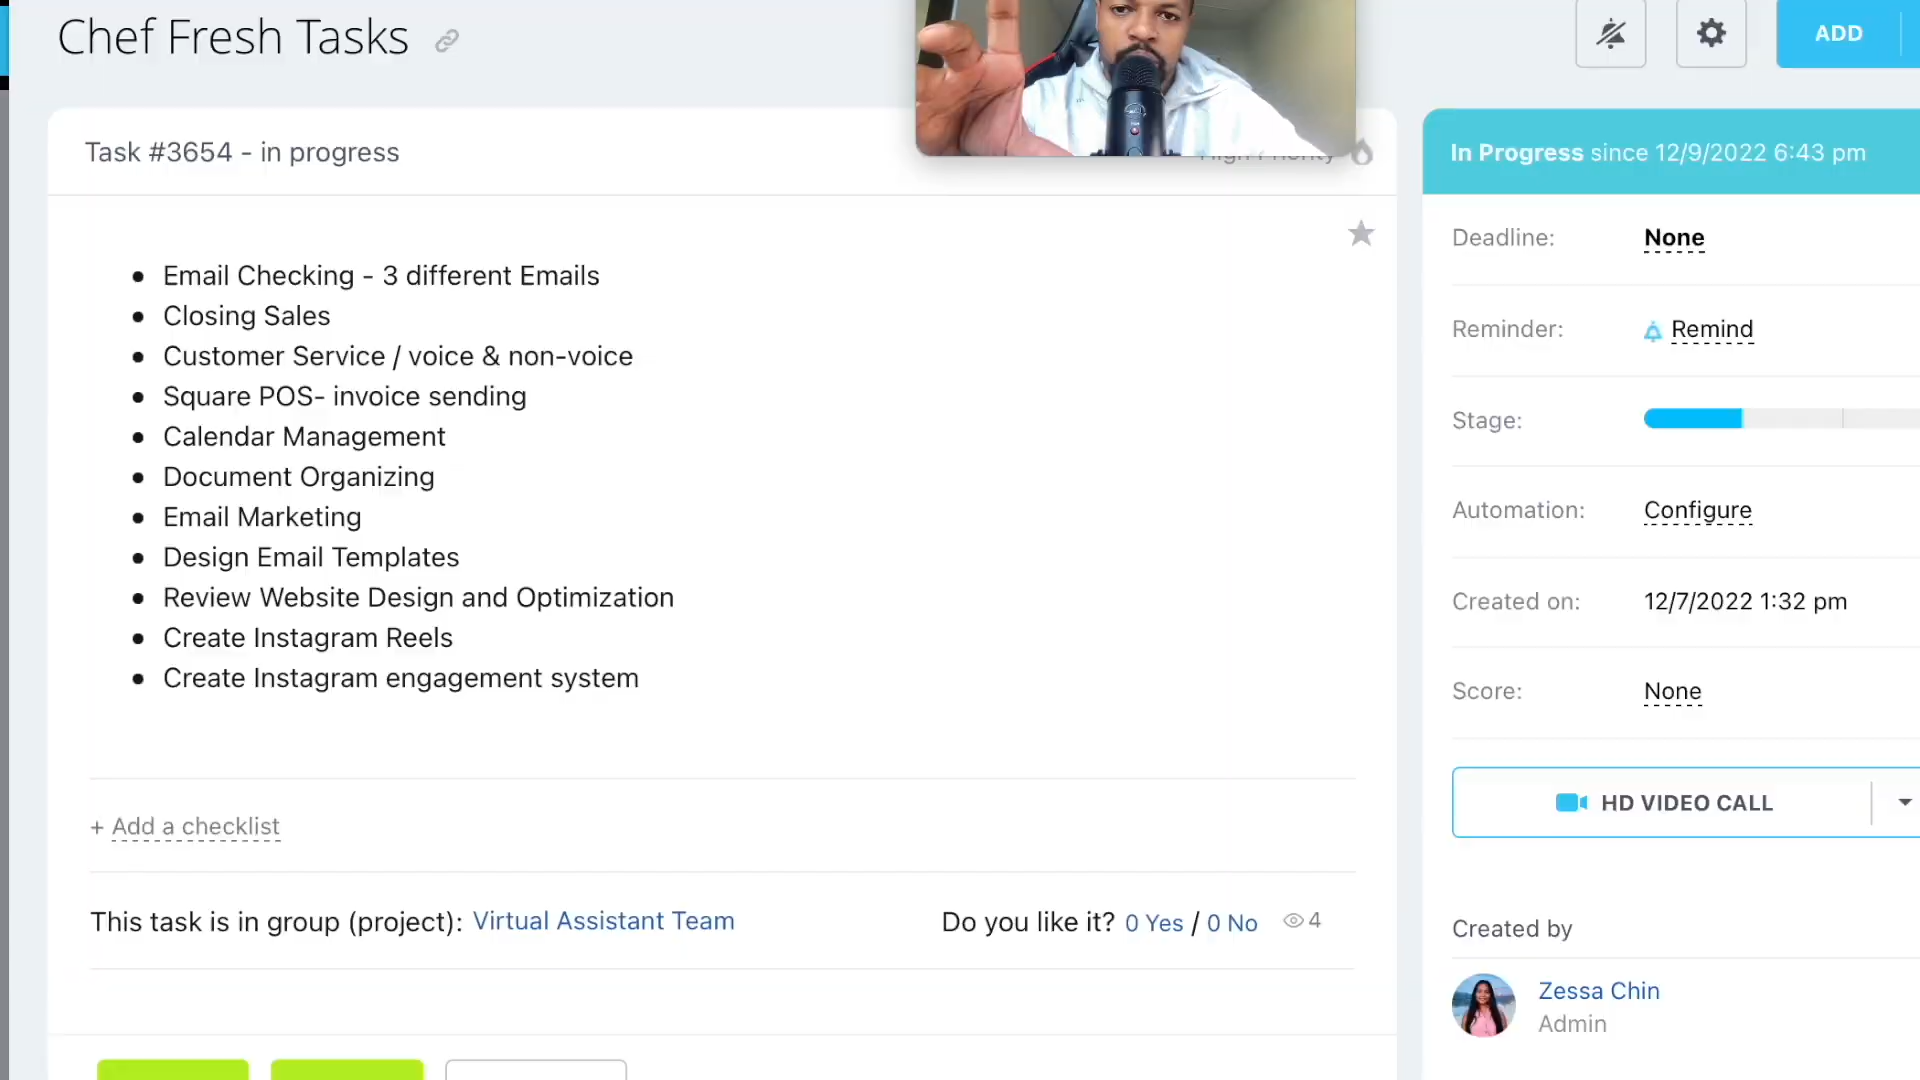 Chef Fresh Tasks
ADD
Task #3654 - in progress
High Priority
In Progress since 12/9/2022 6:43 pm
Email Checking - 3 different Emails
Closing Sales
Customer Service / voice & non-voice
Square POS- invoice sending
Calendar Management
Document Organizing
Email Marketing
Design Email Templates
Review Website Design and Optimization
Create Instagram Reels
Create Instagram engagement system
+ Add a checklist
This task is in group (project): Virtual Assistant Team
Do you like it? 0 Yes / 0 No 4
Deadline: None
Reminder: Remind
Stage:
Automation: Configure
Created on: 12/7/2022 1:32 pm
Score: None
HD VIDEO CALL
Created by
Zessa Chin
Admin